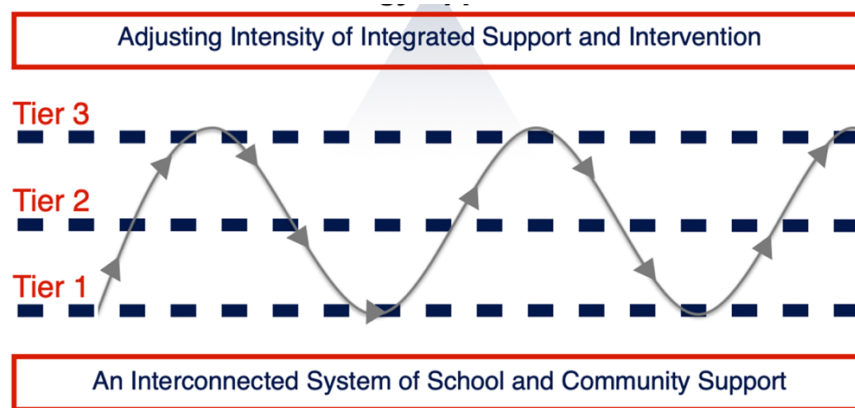 Adjusting Intensity of Integrated Support and Intervention
Tier 3
Tier 2
Tier 1
An Interconnected System of School and Community Support